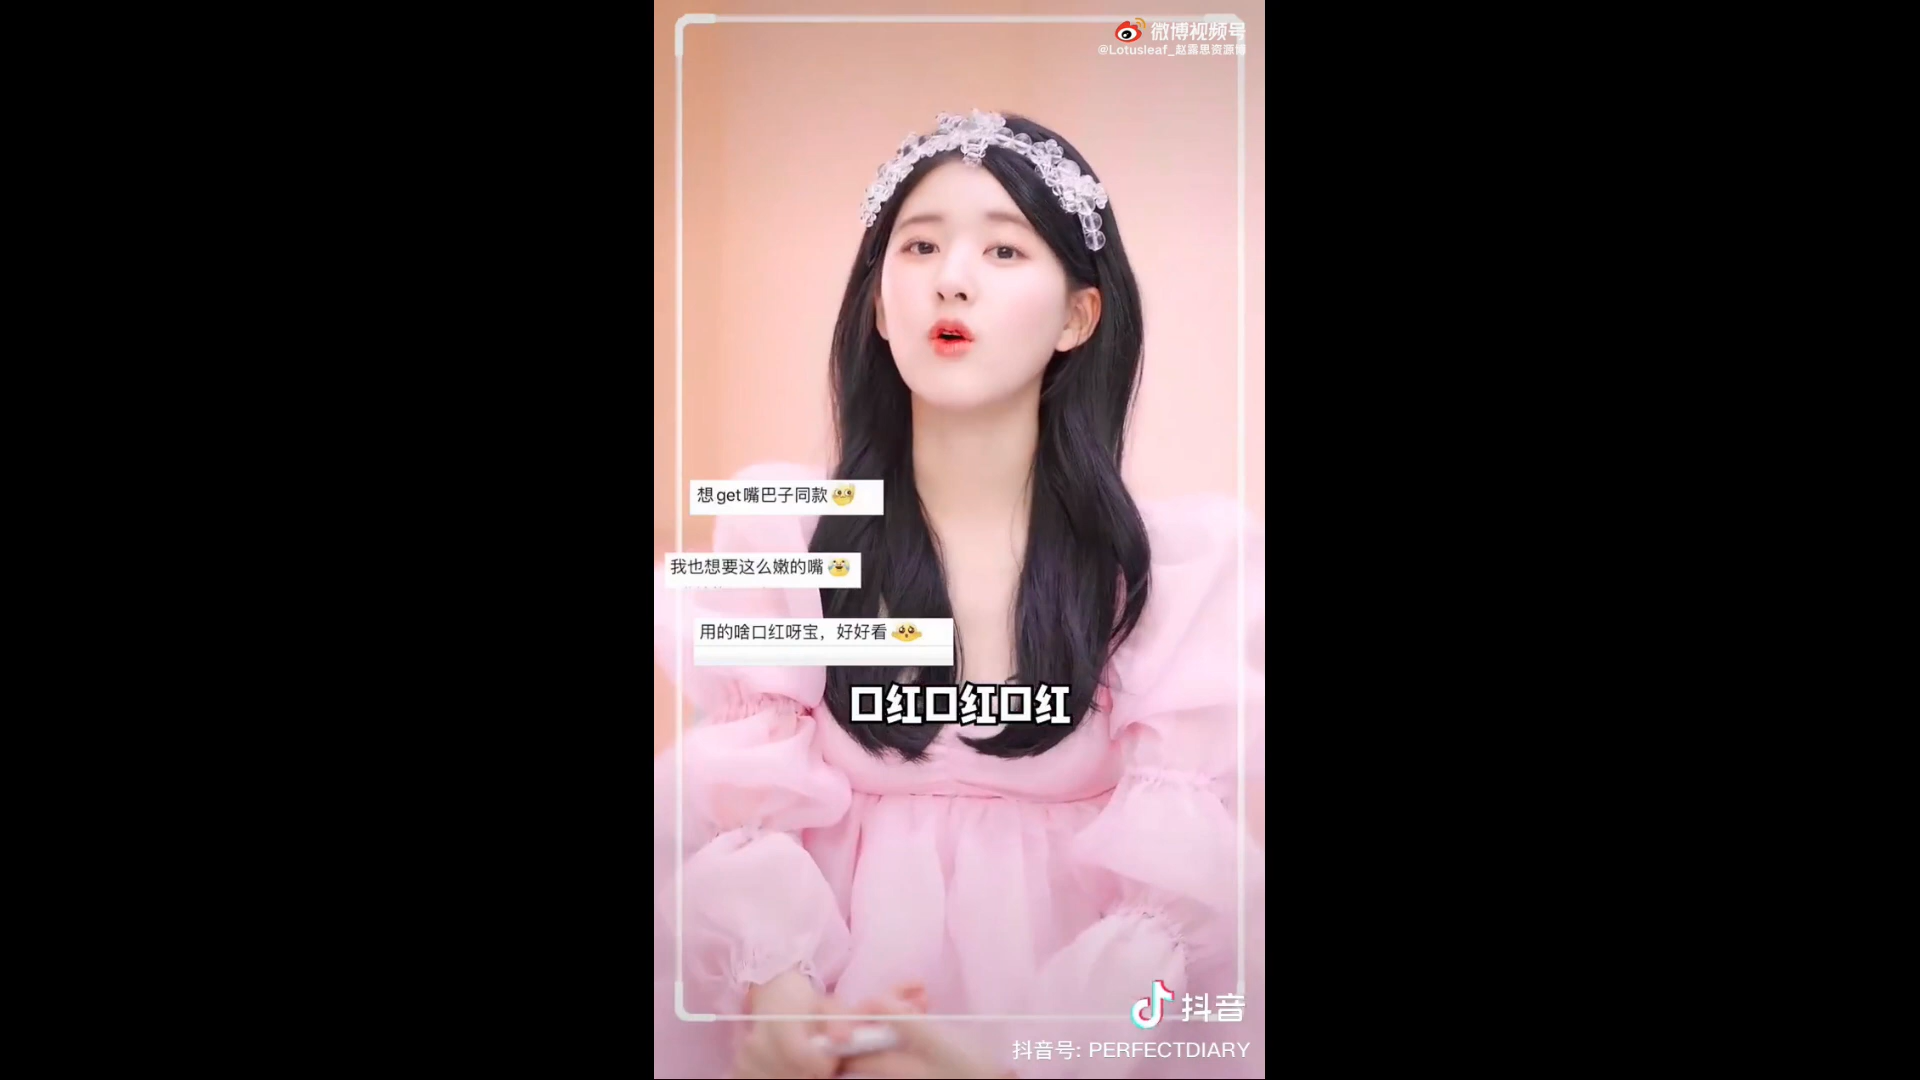 微博视频号
@Lotusleaf_赵露思资源博
想get嘴巴子同款
我也想要这么嫩的嘴
用的啥口红呀宝，好好看
口红口红口红
抖音
抖音号: PERFECTDIARY